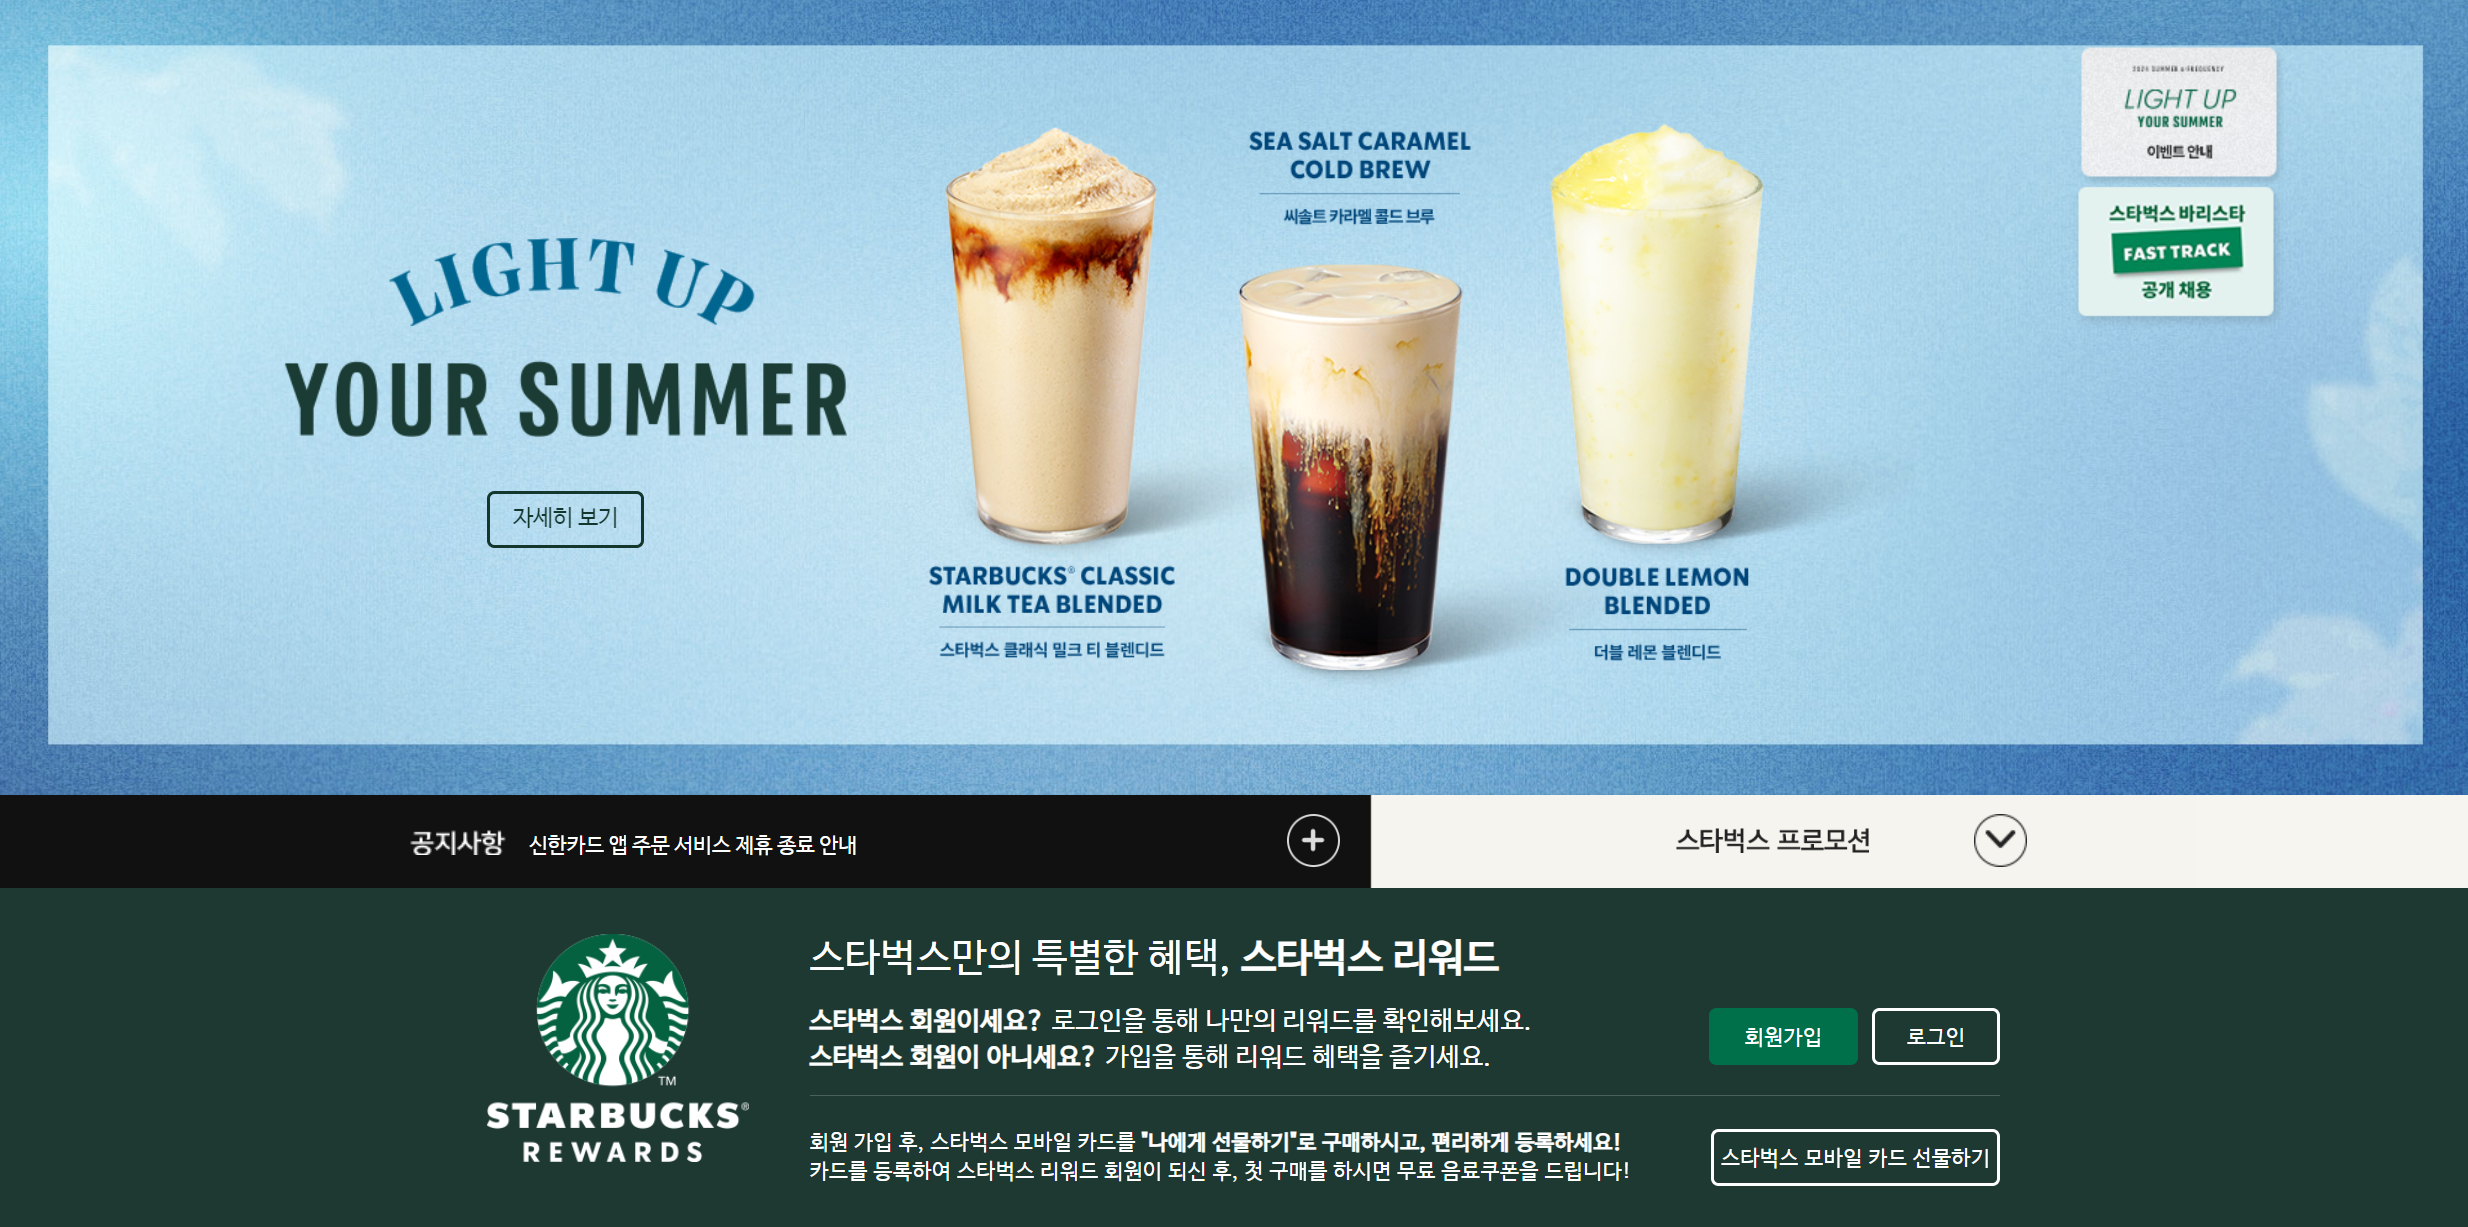 LIGHT UP
YOUR SUMMER
자세히 보기
STARBUCKS® CLASSIC
MILK TEA BLENDED
스타벅스 클래식 밀크 티 블렌디드
SEA SALT CARAMEL
COLD BREW
씨솔트 카라멜 콜드 브루
DOUBLE LEMON
BLENDED
더블 레몬 블렌디드
SUMMER e-FREQUENCY
LIGHT UP
YOUR SUMMER
이벤트 안내
스타벅스 바리스타
FAST TRACK
공개 채용
공지사항 신한카드 앱 주문 서비스 제휴 종료 안내
스타벅스 프로모션
TM
STARBUCKS®
REWARDS
스타벅스만의 특별한 혜택, 스타벅스 리워드
스타벅스 회원이세요? 로그인을 통해 나만의 리워드를 확인해보세요.
스타벅스 회원이 아니세요? 가입을 통해 리워드 혜택을 즐기세요.
회원가입
로그인
회원 가입 후, 스타벅스 모바일 카드를 "나에게 선물하기"로 구매하시고, 편리하게 등록하세요!
카드를 등록하여 스타벅스 리워드 회원이 되신 후, 첫 구매를 하시면 무료 음료쿠폰을 드립니다!
스타벅스 모바일 카드 선물하기